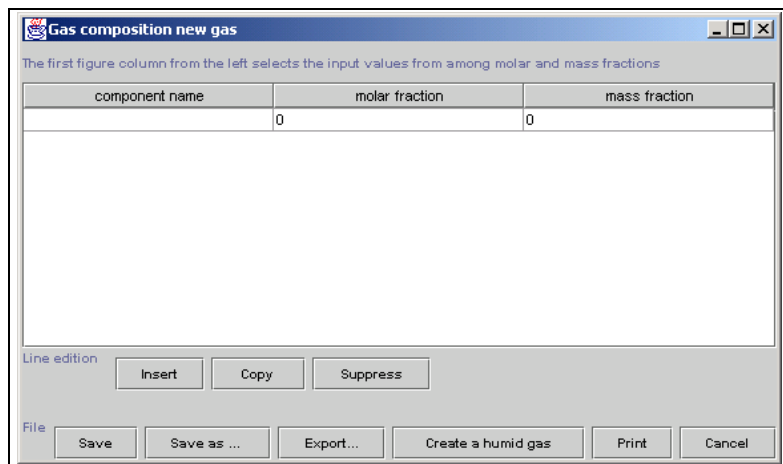 Gas composition new gas
The first figure column from the left selects the input values from among molar and mass fractions
component name molar fraction mass fraction
0 0
Line edition
Insert Copy Suppress
File
Save Save as ... Export... Create a humid gas Print Cancel